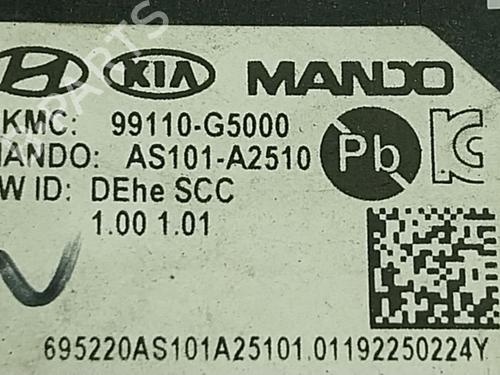 KIA MANDO
KMC: 99110-G5000
MANDO: AS101-A2510 Pb
W ID: DEhe SCC
1.00 1.01
695220AS101A25101.01192250224Y